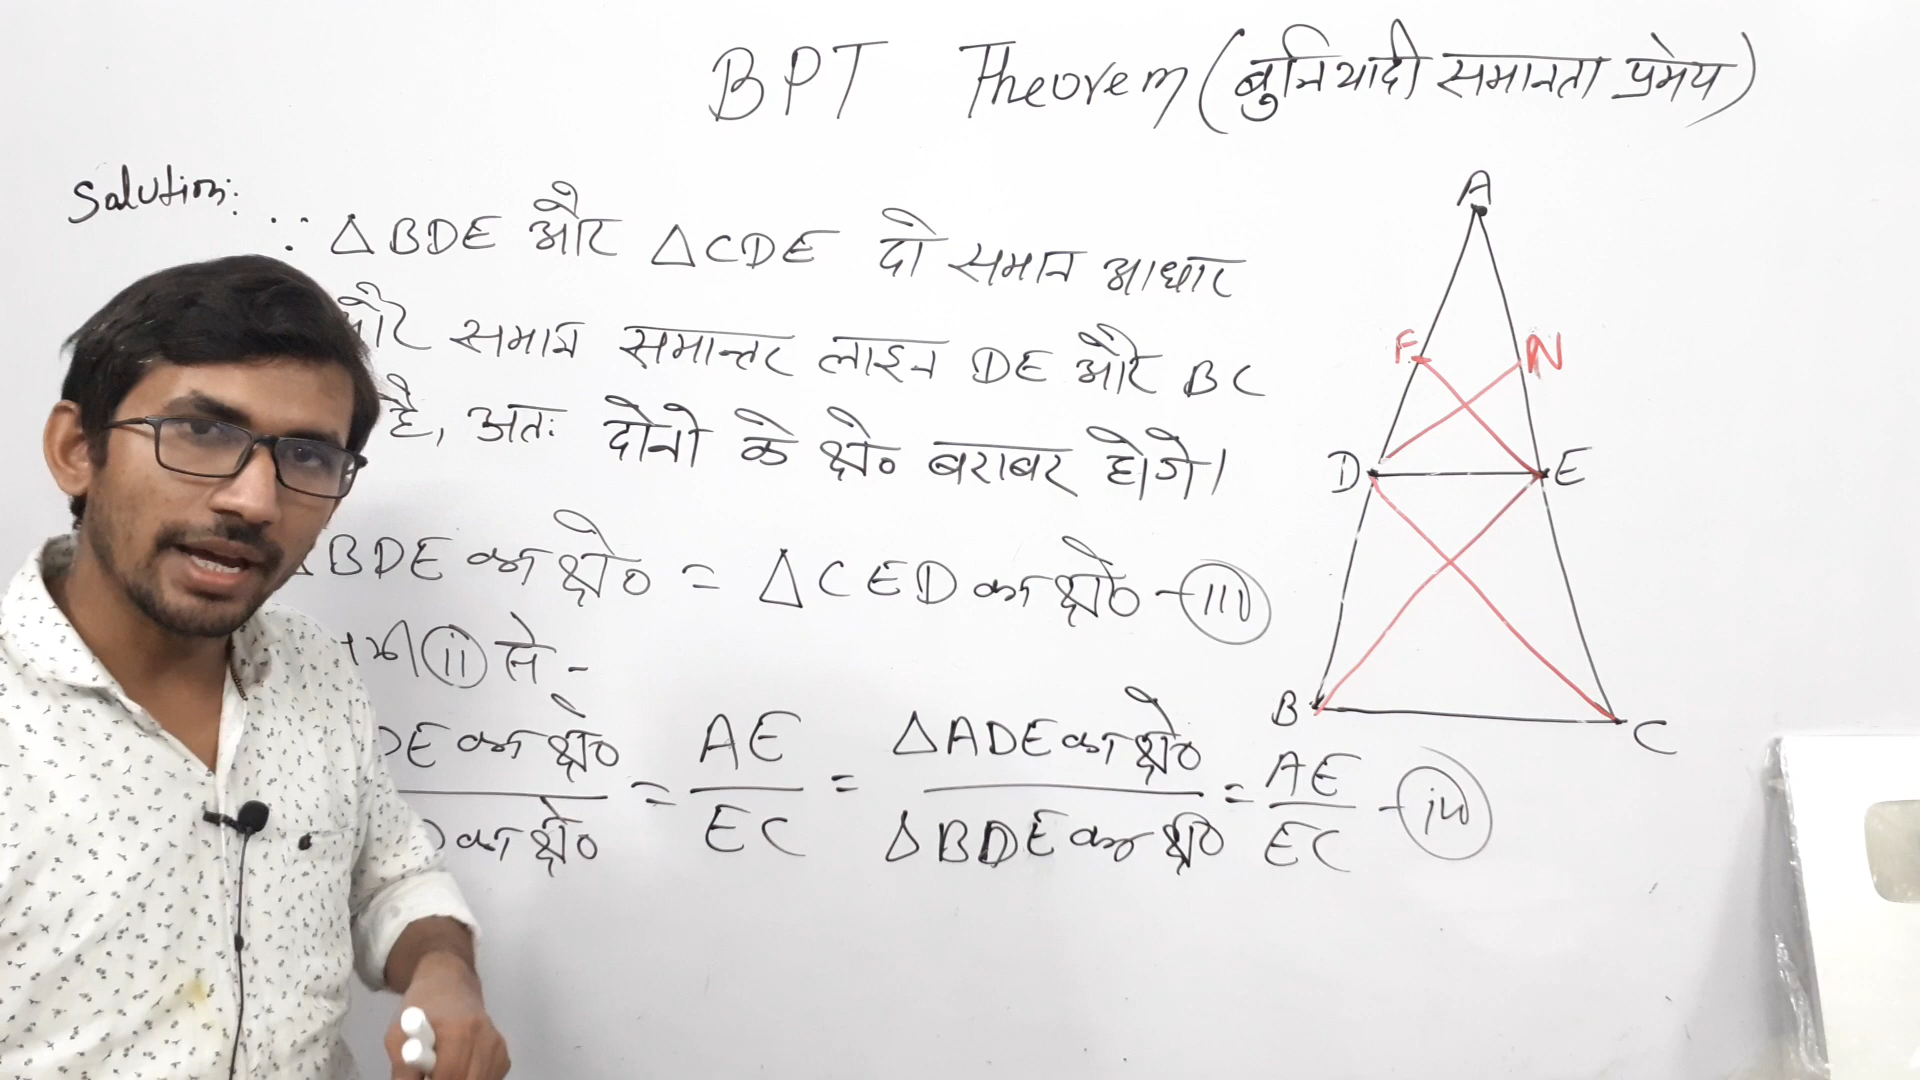 BPT Theorem (बुनियादी समानता प्रमेय)
Solution:
∵ △BDE और △CDE दो समान आधार
और समान समान्तर लाइन DE और BC
है, अतः दोनो के क्षे० बराबर होगे।
△BDE का क्षे० = △CED का क्षे० - (iii)
(ii) से -
DE का क्षे० / D का क्षे० = AE / EC = △ADE का क्षे० / △BDE का क्षे० = AE / EC - (iv)
A
F N
D E
B C